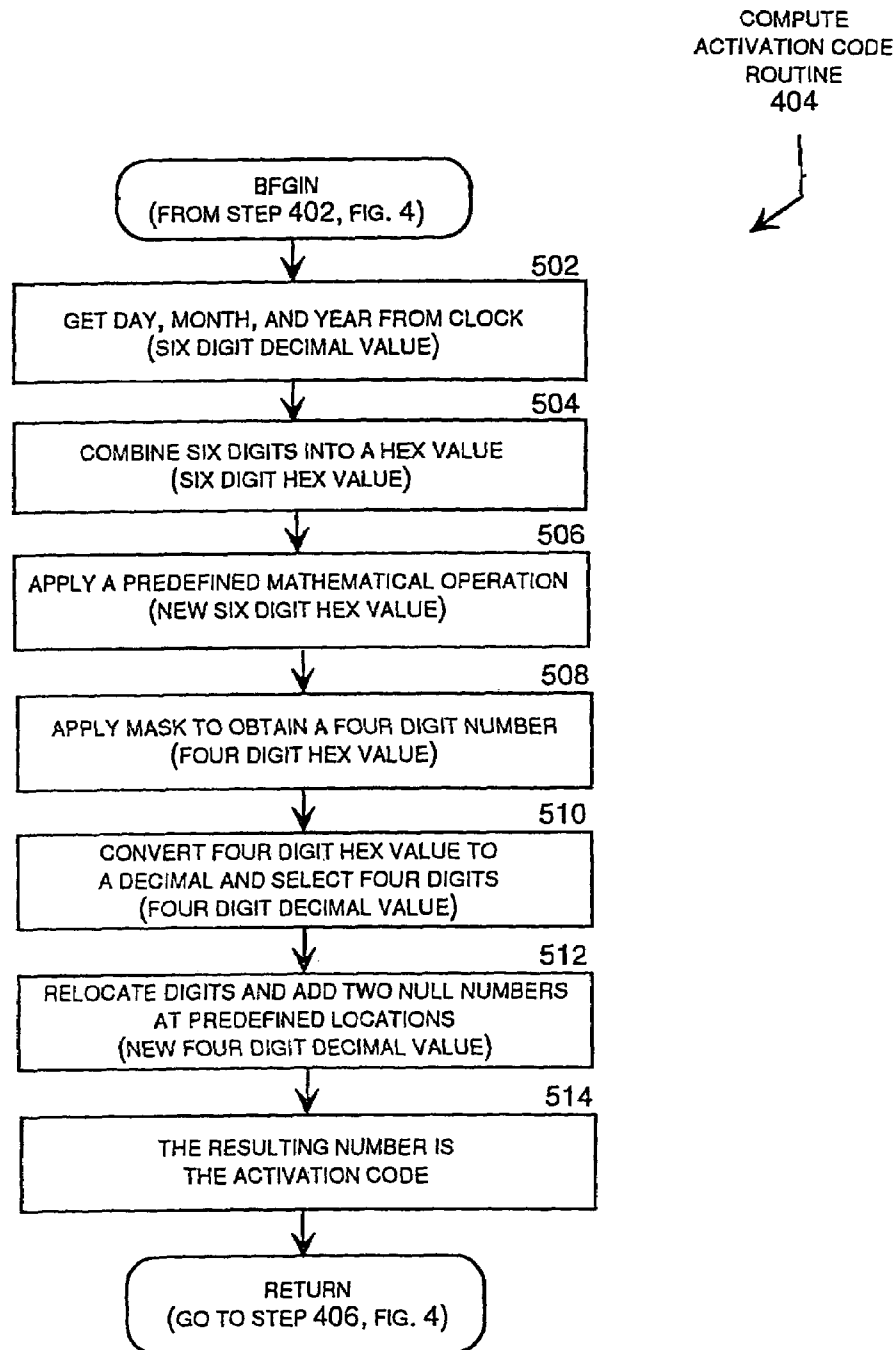 COMPUTE
ACTIVATION CODE
ROUTINE
404
BFGIN
(FROM STEP 402, FIG. 4)
502
GET DAY, MONTH, AND YEAR FROM CLOCK
(SIX DIGIT DECIMAL VALUE)
504
COMBINE SIX DIGITS INTO A HEX VALUE
(SIX DIGIT HEX VALUE)
506
APPLY A PREDEFINED MATHEMATICAL OPERATION
(NEW SIX DIGIT HEX VALUE)
508
APPLY MASK TO OBTAIN A FOUR DIGIT NUMBER
(FOUR DIGIT HEX VALUE)
510
CONVERT FOUR DIGIT HEX VALUE TO
A DECIMAL AND SELECT FOUR DIGITS
(FOUR DIGIT DECIMAL VALUE)
512
RELOCATE DIGITS AND ADD TWO NULL NUMBERS
AT PREDEFINED LOCATIONS
(NEW FOUR DIGIT DECIMAL VALUE)
514
THE RESULTING NUMBER IS
THE ACTIVATION CODE
RETURN
(GO TO STEP 406, FIG. 4)